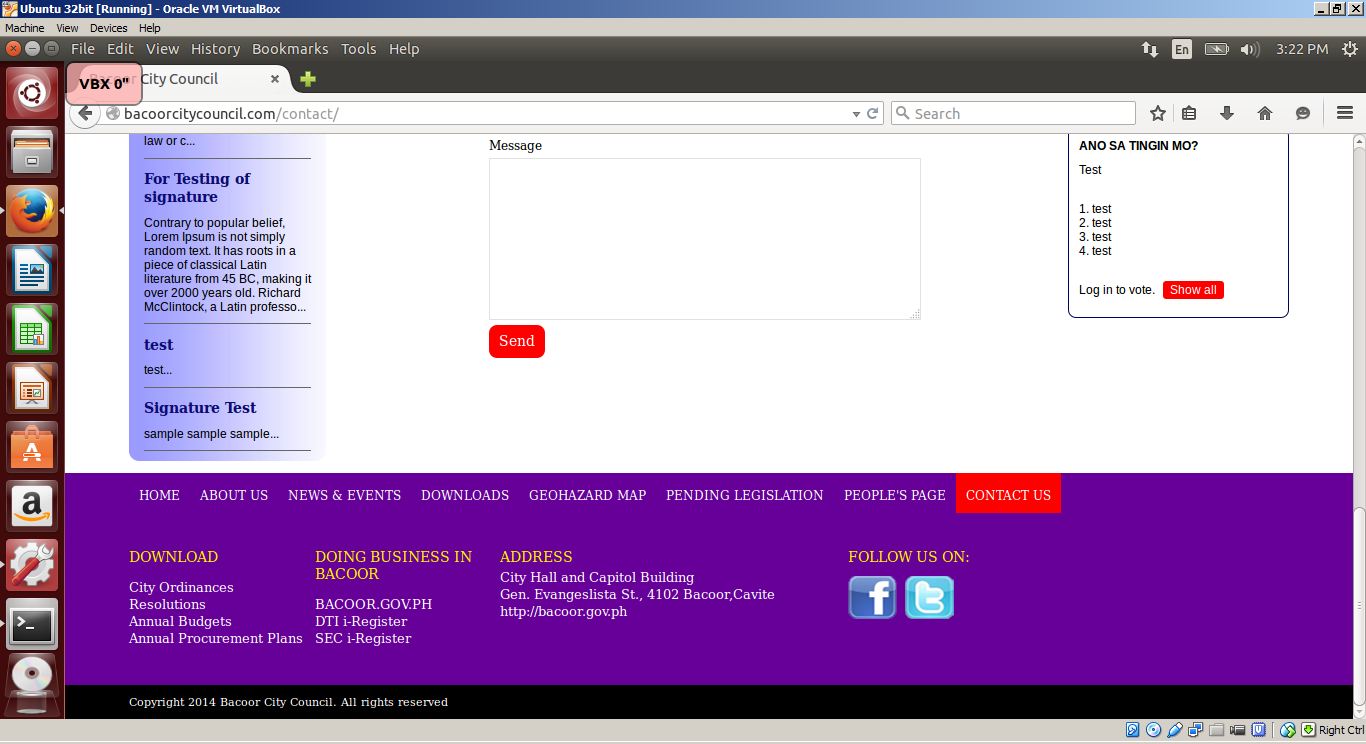 Ubuntu 32bit [Running] - Oracle VM VirtualBox
Machine View Devices Help
File Edit View History Bookmarks Tools Help
En
3:22 PM
VBX 0"
Bacoor City Council
bacoorcitycouncil.com/contact/
Search
law or c...
For Testing of
signature
Contrary to popular belief,
Lorem Ipsum is not simply
random text. It has roots in a
piece of classical Latin
literature from 45 BC, making it
over 2000 years old. Richard
McClintock, a Latin professo...
test
test...
Signature Test
sample sample sample...
Message
Send
ANO SA TINGIN MO?
Test
1. test
2. test
3. test
4. test
Log in to vote. Show all
HOME ABOUT US NEWS & EVENTS DOWNLOADS GEOHAZARD MAP PENDING LEGISLATION PEOPLE'S PAGE CONTACT US
DOWNLOAD
City Ordinances
Resolutions
Annual Budgets
Annual Procurement Plans
DOING BUSINESS IN
BACOOR
BACOOR.GOV.PH
DTI i-Register
SEC i-Register
ADDRESS
City Hall and Capitol Building
Gen. Evangeslista St., 4102 Bacoor,Cavite
http://bacoor.gov.ph
FOLLOW US ON:
Copyright 2014 Bacoor City Council. All rights reserved
Right Ctrl